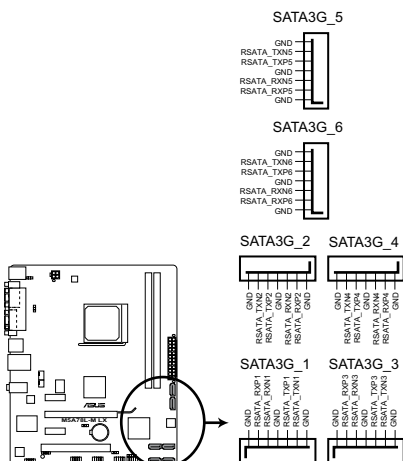 SATA3G_5
GND
RSATA_TXN5
RSATA_TXP5
GND
RSATA_RXN5
RSATA_RXP5
GND
SATA3G_6
GND
RSATA_TXN6
RSATA_TXP6
GND
RSATA_RXN6
RSATA_RXP6
GND
SATA3G_2
GND
RSATA_TXN2
RSATA_TXP2
GND
RSATA_RXN2
RSATA_RXP2
GND
SATA3G_4
GND
RSATA_TXN4
RSATA_TXP4
GND
RSATA_RXN4
RSATA_RXP4
GND
ASUS
M5A78L-M LX
SATA3G_1
GND
RSATA_RXP1
RSATA_RXN1
GND
RSATA_TXP1
RSATA_TXN1
GND
SATA3G_3
GND
RSATA_RXP3
RSATA_RXN3
GND
RSATA_TXP3
RSATA_TXN3
GND